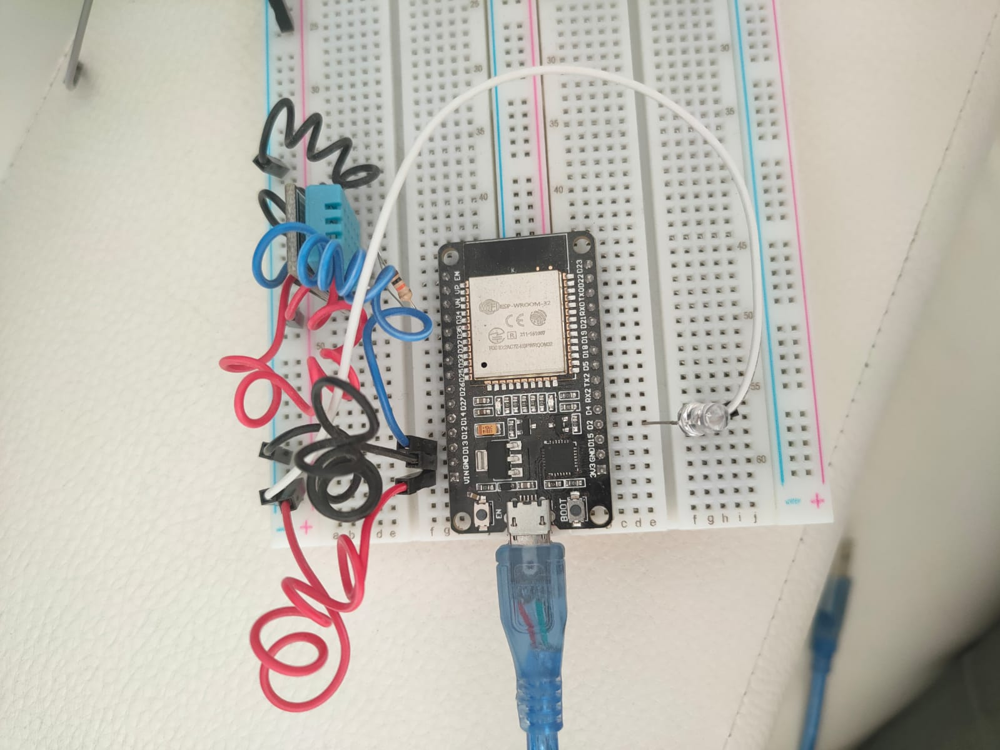 25
25
30
30
30
30
35
35
35
40
40
45
50
50
55
60
EN
VP
VN
D34
D35
D32
D33
D25
D26
D27
D14
D12
D13
GND
VIN
D23
D22
TX0
RX0
D21
D19
D18
D5
TX2
RX2
D4
D2
D15
GND
3V3
WiFi ESP-WROOM-32
CE
R 211-161007
FCC ID:2AC7Z-ESPWROOM32
EN
BOOT
- +
a b d e f g
c d e f g h i j
+